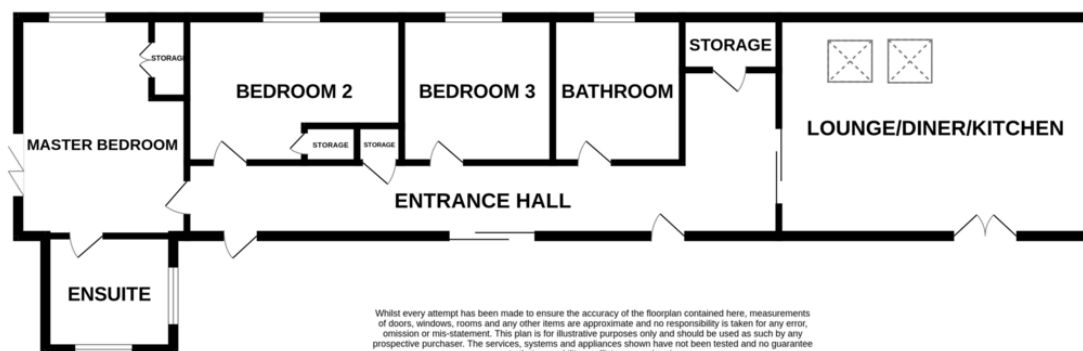 STORAGE
STORAGE
BEDROOM 2
BEDROOM 3
BATHROOM
LOUNGE/DINER/KITCHEN
MASTER BEDROOM
STORAGE
STORAGE
ENTRANCE HALL
ENSUITE
Whilst every attempt has been made to ensure the accuracy of the floorplan contained here, measurements
of doors, windows, rooms and any other items are approximate and no responsibility is taken for any error,
omission or mis-statement. This plan is for illustrative purposes only and should be used as such by any
prospective purchaser. The services, systems and appliances shown have not been tested and no guarantee